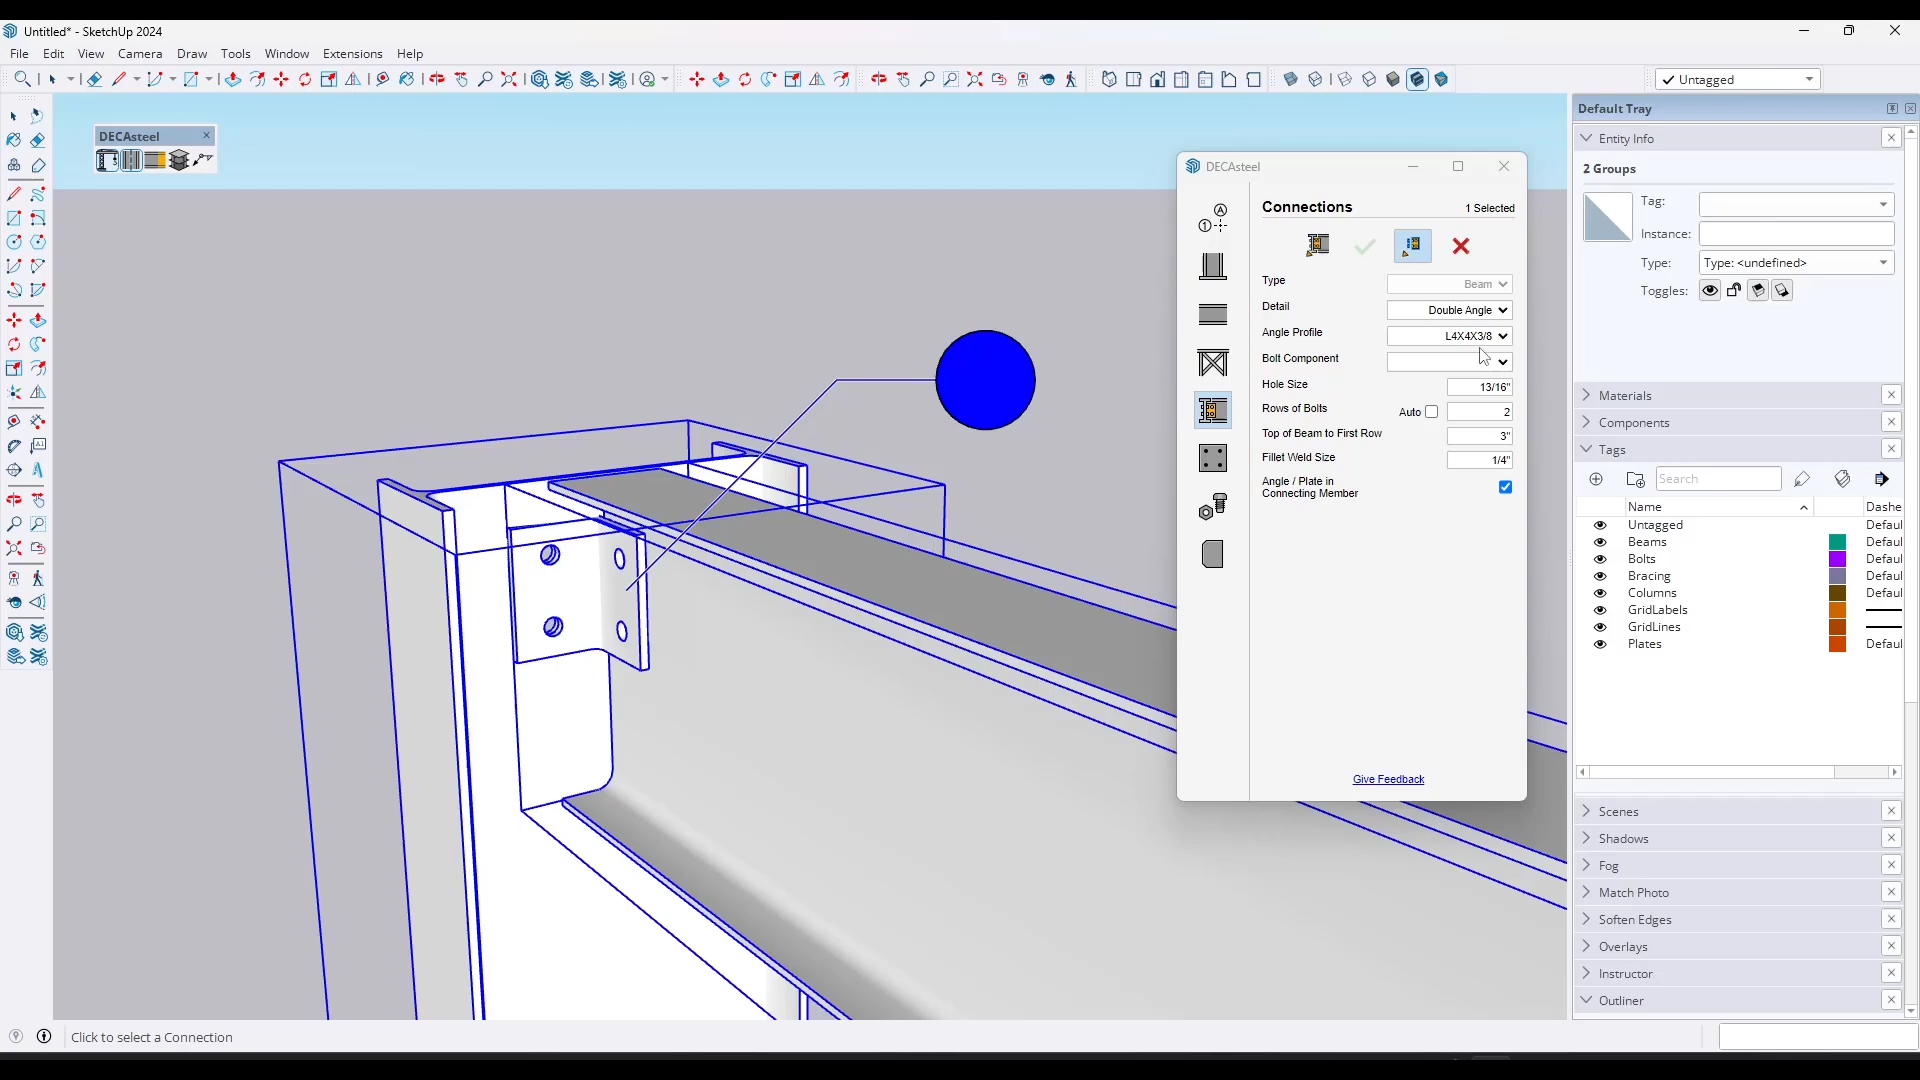 Untitled* - SketchUp 2024
File Edit View Camera Draw Tools Window Extensions Help
Untagged
DECAsteel
DECAsteel
Connections
1 Selected
Type
Beam
Detail
Double Angle
Angle Profile
L4X4X3/8
Bolt Component
Hole Size
13/16"
Rows of Bolts
Auto
2
Top of Beam to First Row
3"
Fillet Weld Size
1/4"
Angle / Plate in
Connecting Member
Give Feedback
Default Tray
Entity Info
2 Groups
Tag:
Instance:
Type:
Type: <undefined>
Toggles:
Materials
Components
Tags
Search
Name
Dashe
Untagged Defaul
Beams Defaul
Bolts Defaul
Bracing Defaul
Columns Defaul
GridLabels
GridLines
Plates Defaul
Scenes
Shadows
Fog
Match Photo
Soften Edges
Overlays
Instructor
Outliner
Click to select a Connection